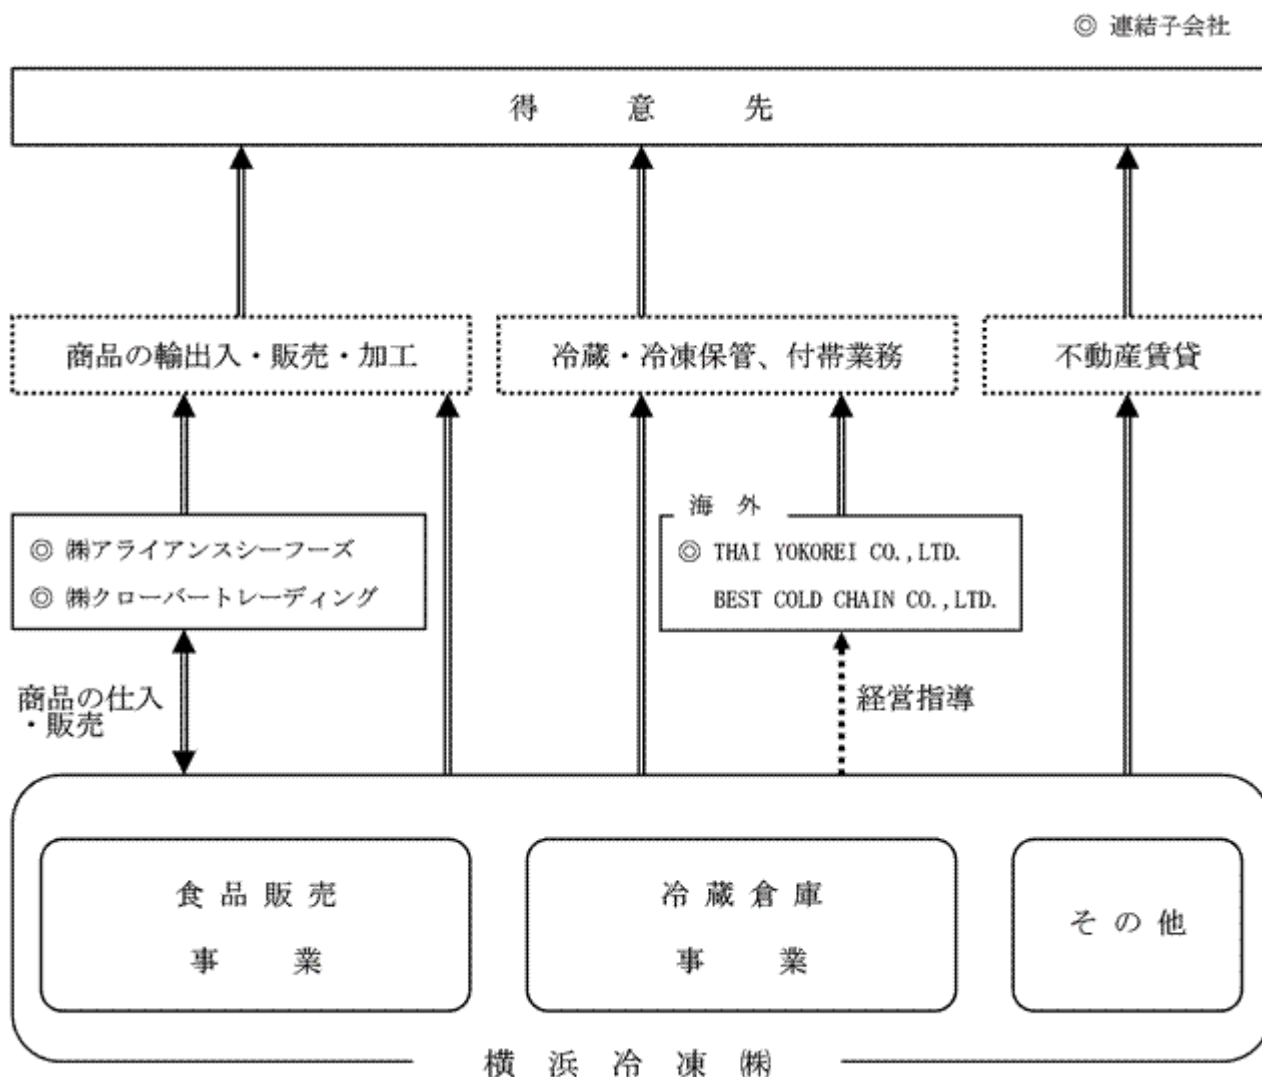 ◎ 連結子会社
得意先
商品の輸出入・販売・加工
冷蔵・冷凍保管、付帯業務
不動産賃貸
◎ ㈱アライアンスシーフーズ
◎ ㈱クローバートレーディング
海外
◎ THAI YOKOREI CO.,LTD.
BEST COLD CHAIN CO.,LTD.
商品の仕入
・販売
経営指導
食品販売
事業
冷蔵倉庫
事業
その他
横浜冷凍㈱